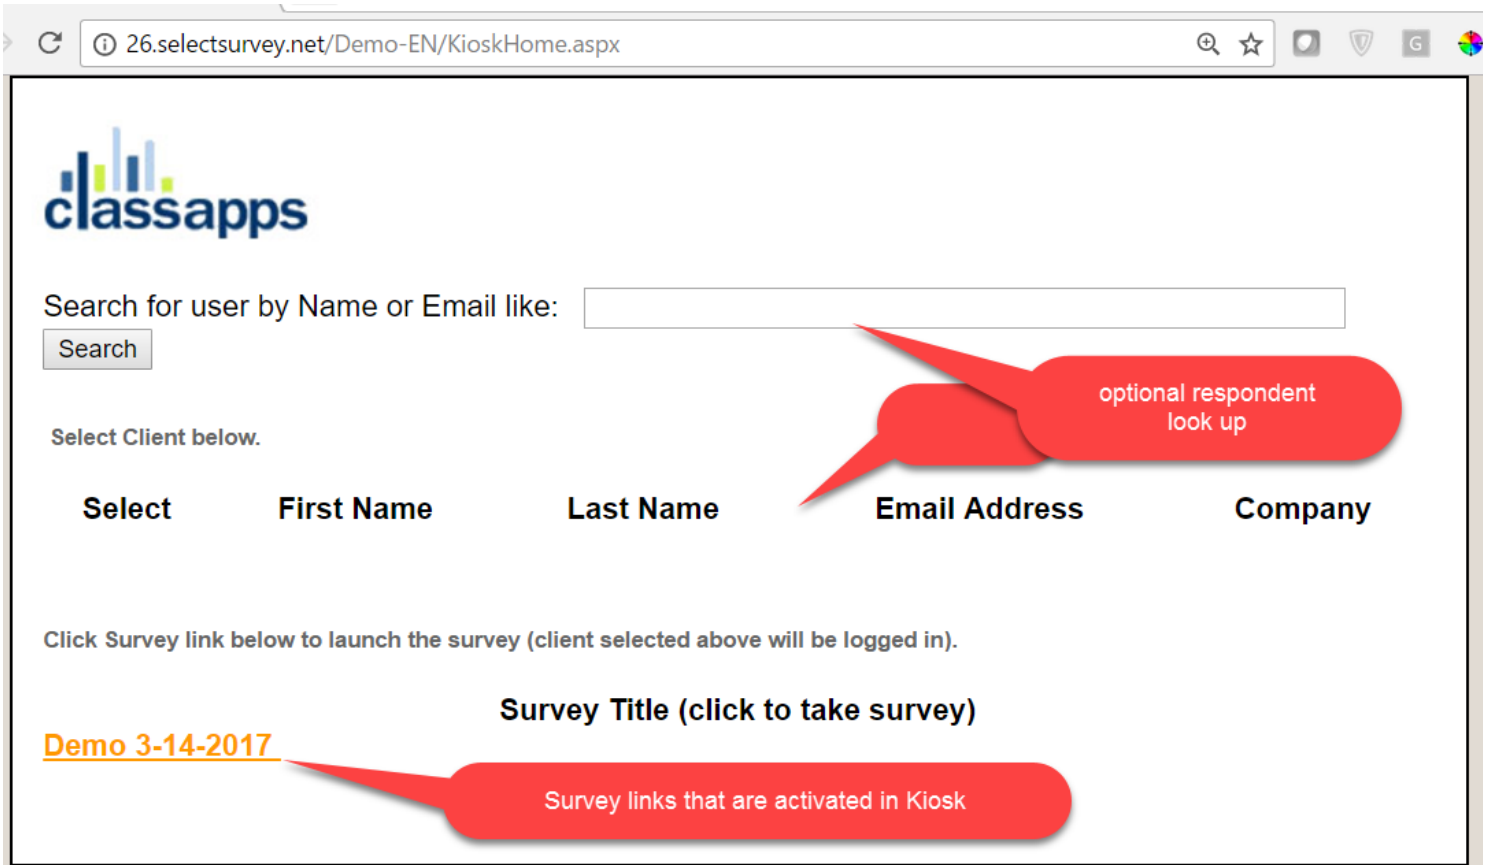 26.selectsurvey.net/Demo-EN/KioskHome.aspx
G
classapps
Search for user by Name or Email like:
Search
optional respondent
look up
Select Client below.
Select First Name Last Name Email Address Company
Click Survey link below to launch the survey (client selected above will be logged in).
Survey Title (click to take survey)
Demo 3-14-2017
Survey links that are activated in Kiosk